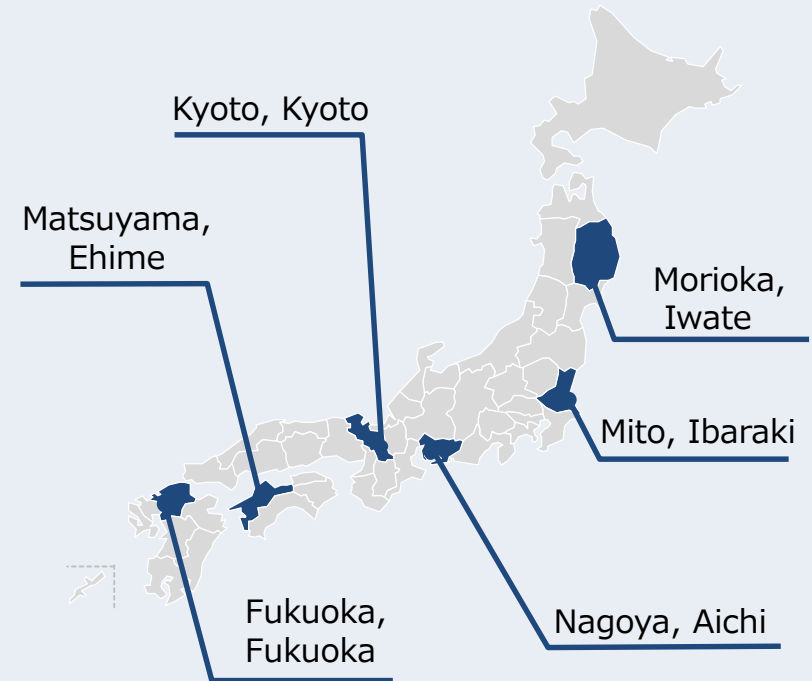 Kyoto, Kyoto
Matsuyama,
Ehime
Morioka,
Iwate
Mito, Ibaraki
Fukuoka,
Fukuoka
Nagoya, Aichi